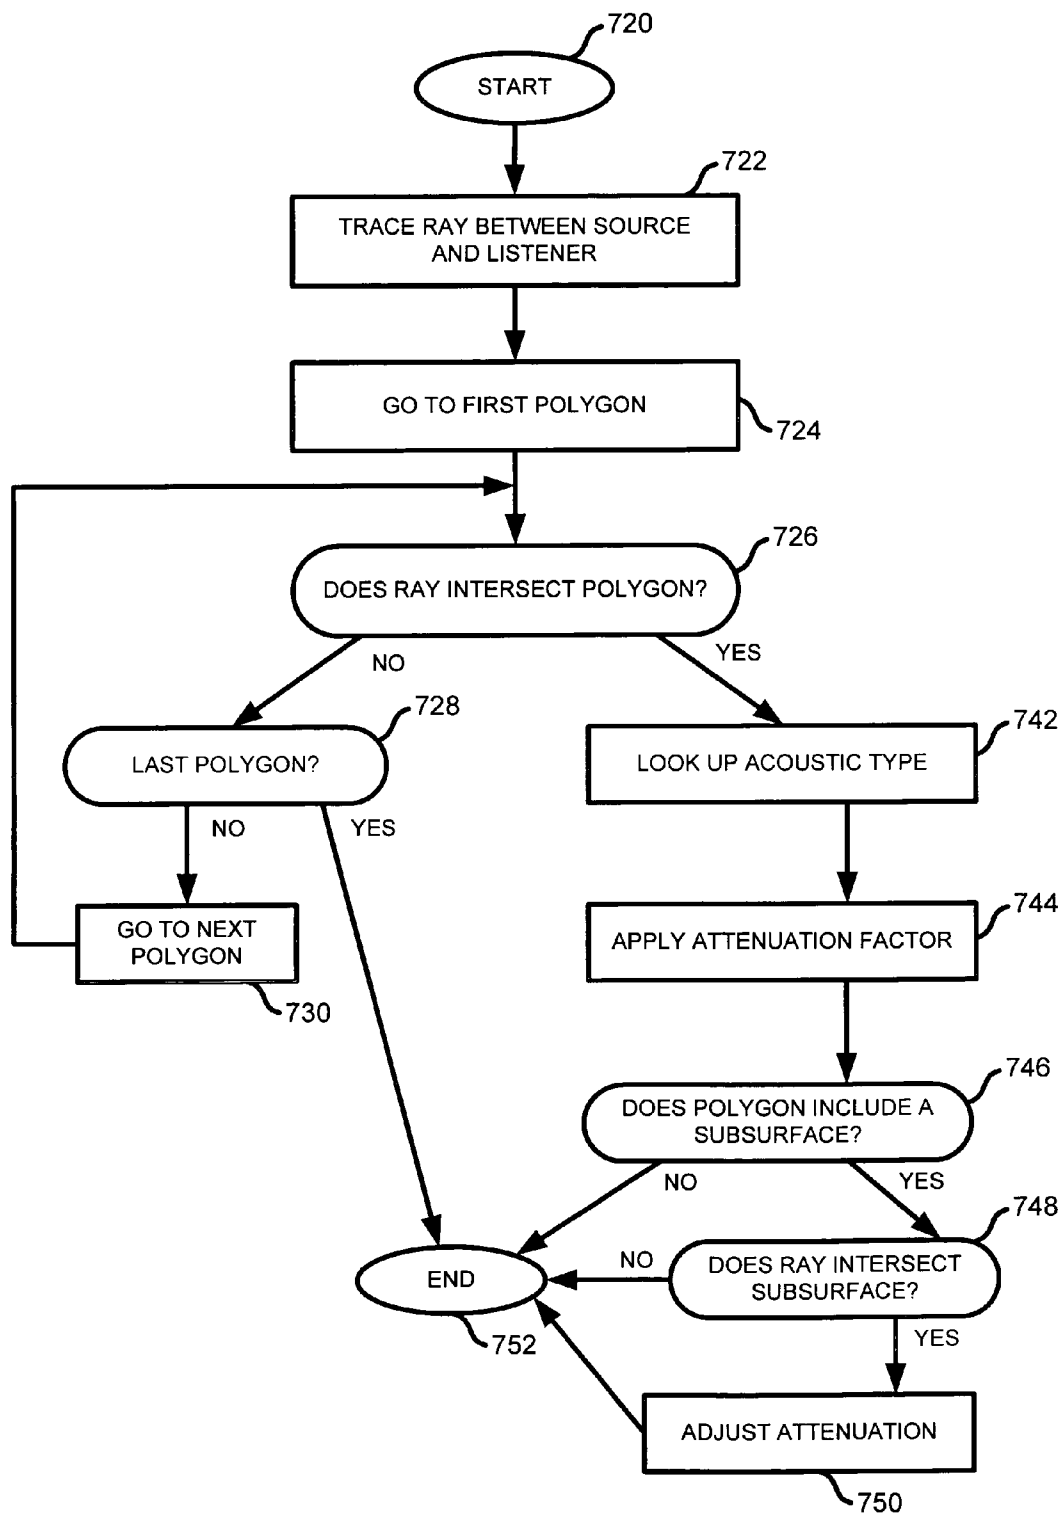 720
START
722
TRACE RAY BETWEEN SOURCE
AND LISTENER
GO TO FIRST POLYGON
724
726
DOES RAY INTERSECT POLYGON?
NO
YES
728
LAST POLYGON?
742
LOOK UP ACOUSTIC TYPE
NO
YES
744
GO TO NEXT
POLYGON
APPLY ATTENUATION FACTOR
730
746
DOES POLYGON INCLUDE A
SUBSURFACE?
NO
YES
748
DOES RAY INTERSECT
SUBSURFACE?
NO
END
752
YES
ADJUST ATTENUATION
750